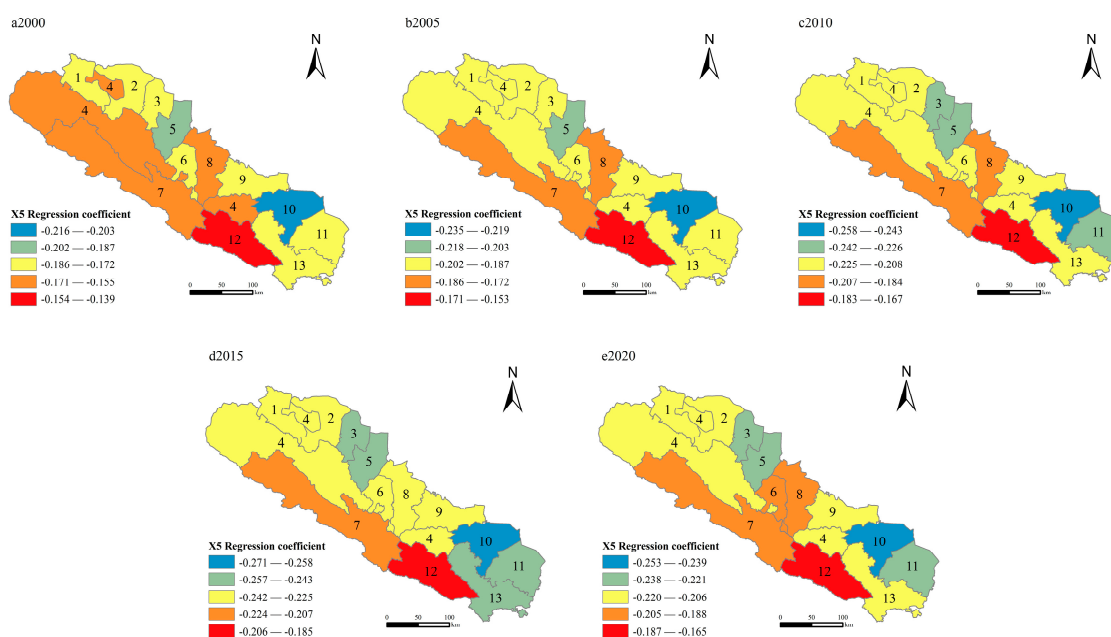 a2000
N
1
4
2
3
4
5
6
8
7
9
4
10
12
11
13
X5 Regression coefficient
-0.216 — -0.203
-0.202 — -0.187
-0.186 — -0.172
-0.171 — -0.155
-0.154 — -0.139
0 50 100
km
b2005
N
1
4
2
3
4
5
6
8
7
9
4
10
12
11
13
X5 Regression coefficient
-0.235 — -0.219
-0.218 — -0.203
-0.202 — -0.187
-0.186 — -0.172
-0.171 — -0.153
0 50 100
km
c2010
N
1
4
2
3
4
5
6
8
7
9
4
10
12
11
13
X5 Regression coefficient
-0.258 — -0.243
-0.242 — -0.226
-0.225 — -0.208
-0.207 — -0.184
-0.183 — -0.167
0 50 100
km
d2015
N
1
4
2
3
4
5
6
8
7
9
4
10
12
11
13
X5 Regression coefficient
-0.271 — -0.258
-0.257 — -0.243
-0.242 — -0.225
-0.224 — -0.207
-0.206 — -0.185
0 50 100
km
e2020
N
1
4
2
3
4
5
6
8
7
9
4
10
12
11
13
X5 Regression coefficient
-0.253 — -0.239
-0.238 — -0.221
-0.220 — -0.206
-0.205 — -0.188
-0.187 — -0.165
0 50 100
km